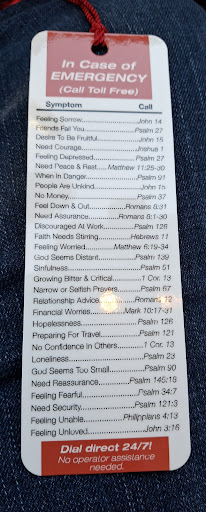 In Case of
EMERGENCY
(Call Toll Free)
Symptom Call
Feeling Sorrow........John 14
Friends Fail You........Psalm 27
Desire To Be Fruitful........John 15
Need Courage........Joshua 1
Feeling Depressed........Psalm 27
Need Peace & Rest....Matthew 11:25-30
When In Danger........Psalm 91
People Are Unkind........John 15
No Money........Psalm 37
Feel Down & Out........Romans 8:31
Need Assurance........Romans 8:1-30
Discouraged At Work........Psalm 126
Faith Needs Stirring........Hebrews 11
Feeling Worried........Matthew 6:19-34
God Seems Distant........Psalm 139
Sinfulness........Psalm 51
Growing Bitter & Critical........1 Cor. 13
Narrow or Selfish Prayers........Psalm 67
Relationship Advice........Romans 12
Financial Worries........Mark 10:17-31
Hopelessness........Psalm 126
Preparing For Travel........Psalm 121
No Confidence In Others........1 Cor. 13
Loneliness........Psalm 23
God Seems Too Small........Psalm 90
Need Reassurance........Psalm 145:18
Feeling Fearful........Psalm 34:7
Need Security........Psalm 121:3
Feeling Unable........Philippians 4:13
Feeling Unloved........John 3:16
Dial direct 24/7!
No operator assistance
needed.